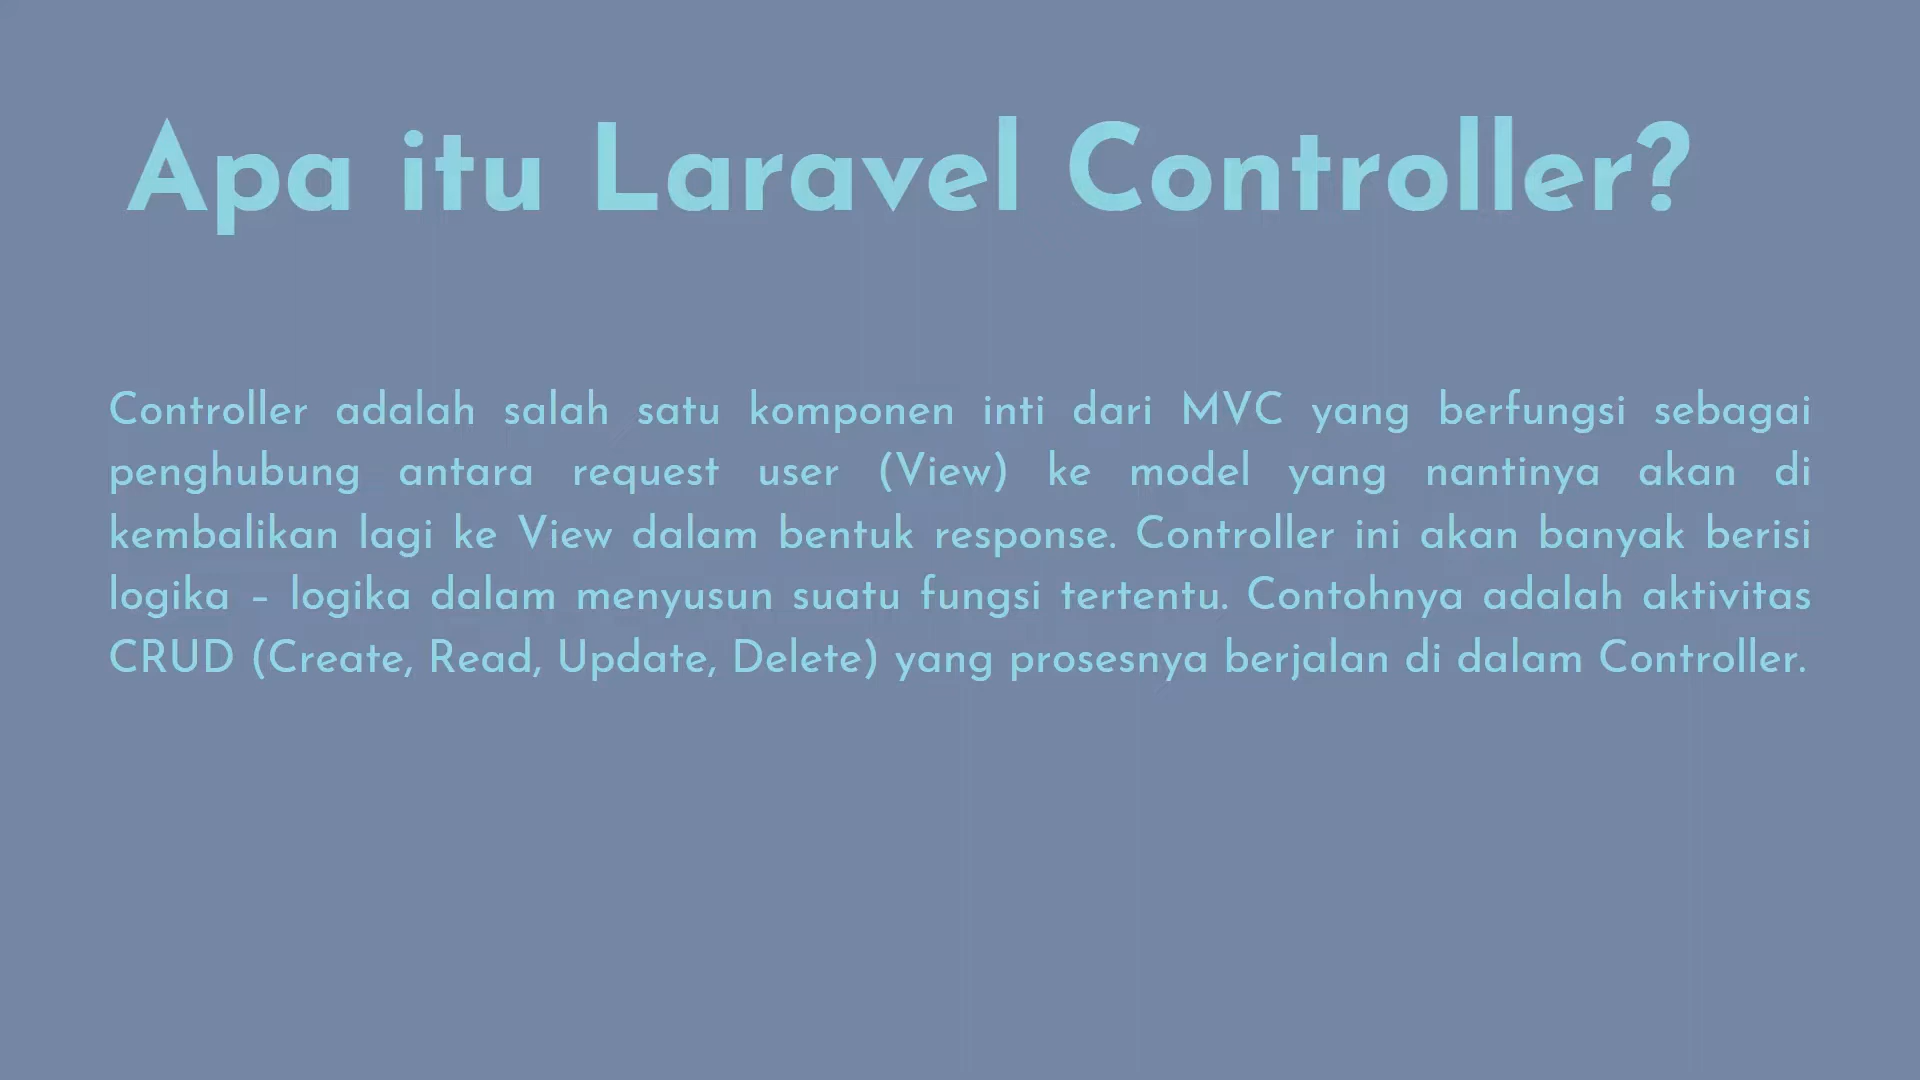 Apa itu Laravel Controller?
Controller adalah salah satu komponen inti dari MVC yang berfungsi sebagai
penghubung antara request user (View) ke model yang nantinya akan di
kembalikan lagi ke View dalam bentuk response. Controller ini akan banyak berisi
logika – logika dalam menyusun suatu fungsi tertentu. Contohnya adalah aktivitas
CRUD (Create, Read, Update, Delete) yang prosesnya berjalan di dalam Controller.